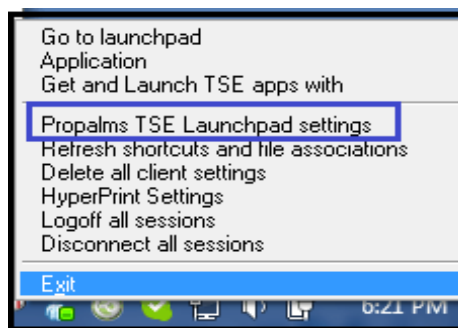 Go to launchpad
Application
Get and Launch TSE apps with
Propalms TSE Launchpad settings
Refresh shortcuts and file associations
Delete all client settings
HyperPrint Settings
Logoff all sessions
Disconnect all sessions
Exit
6:21 PM